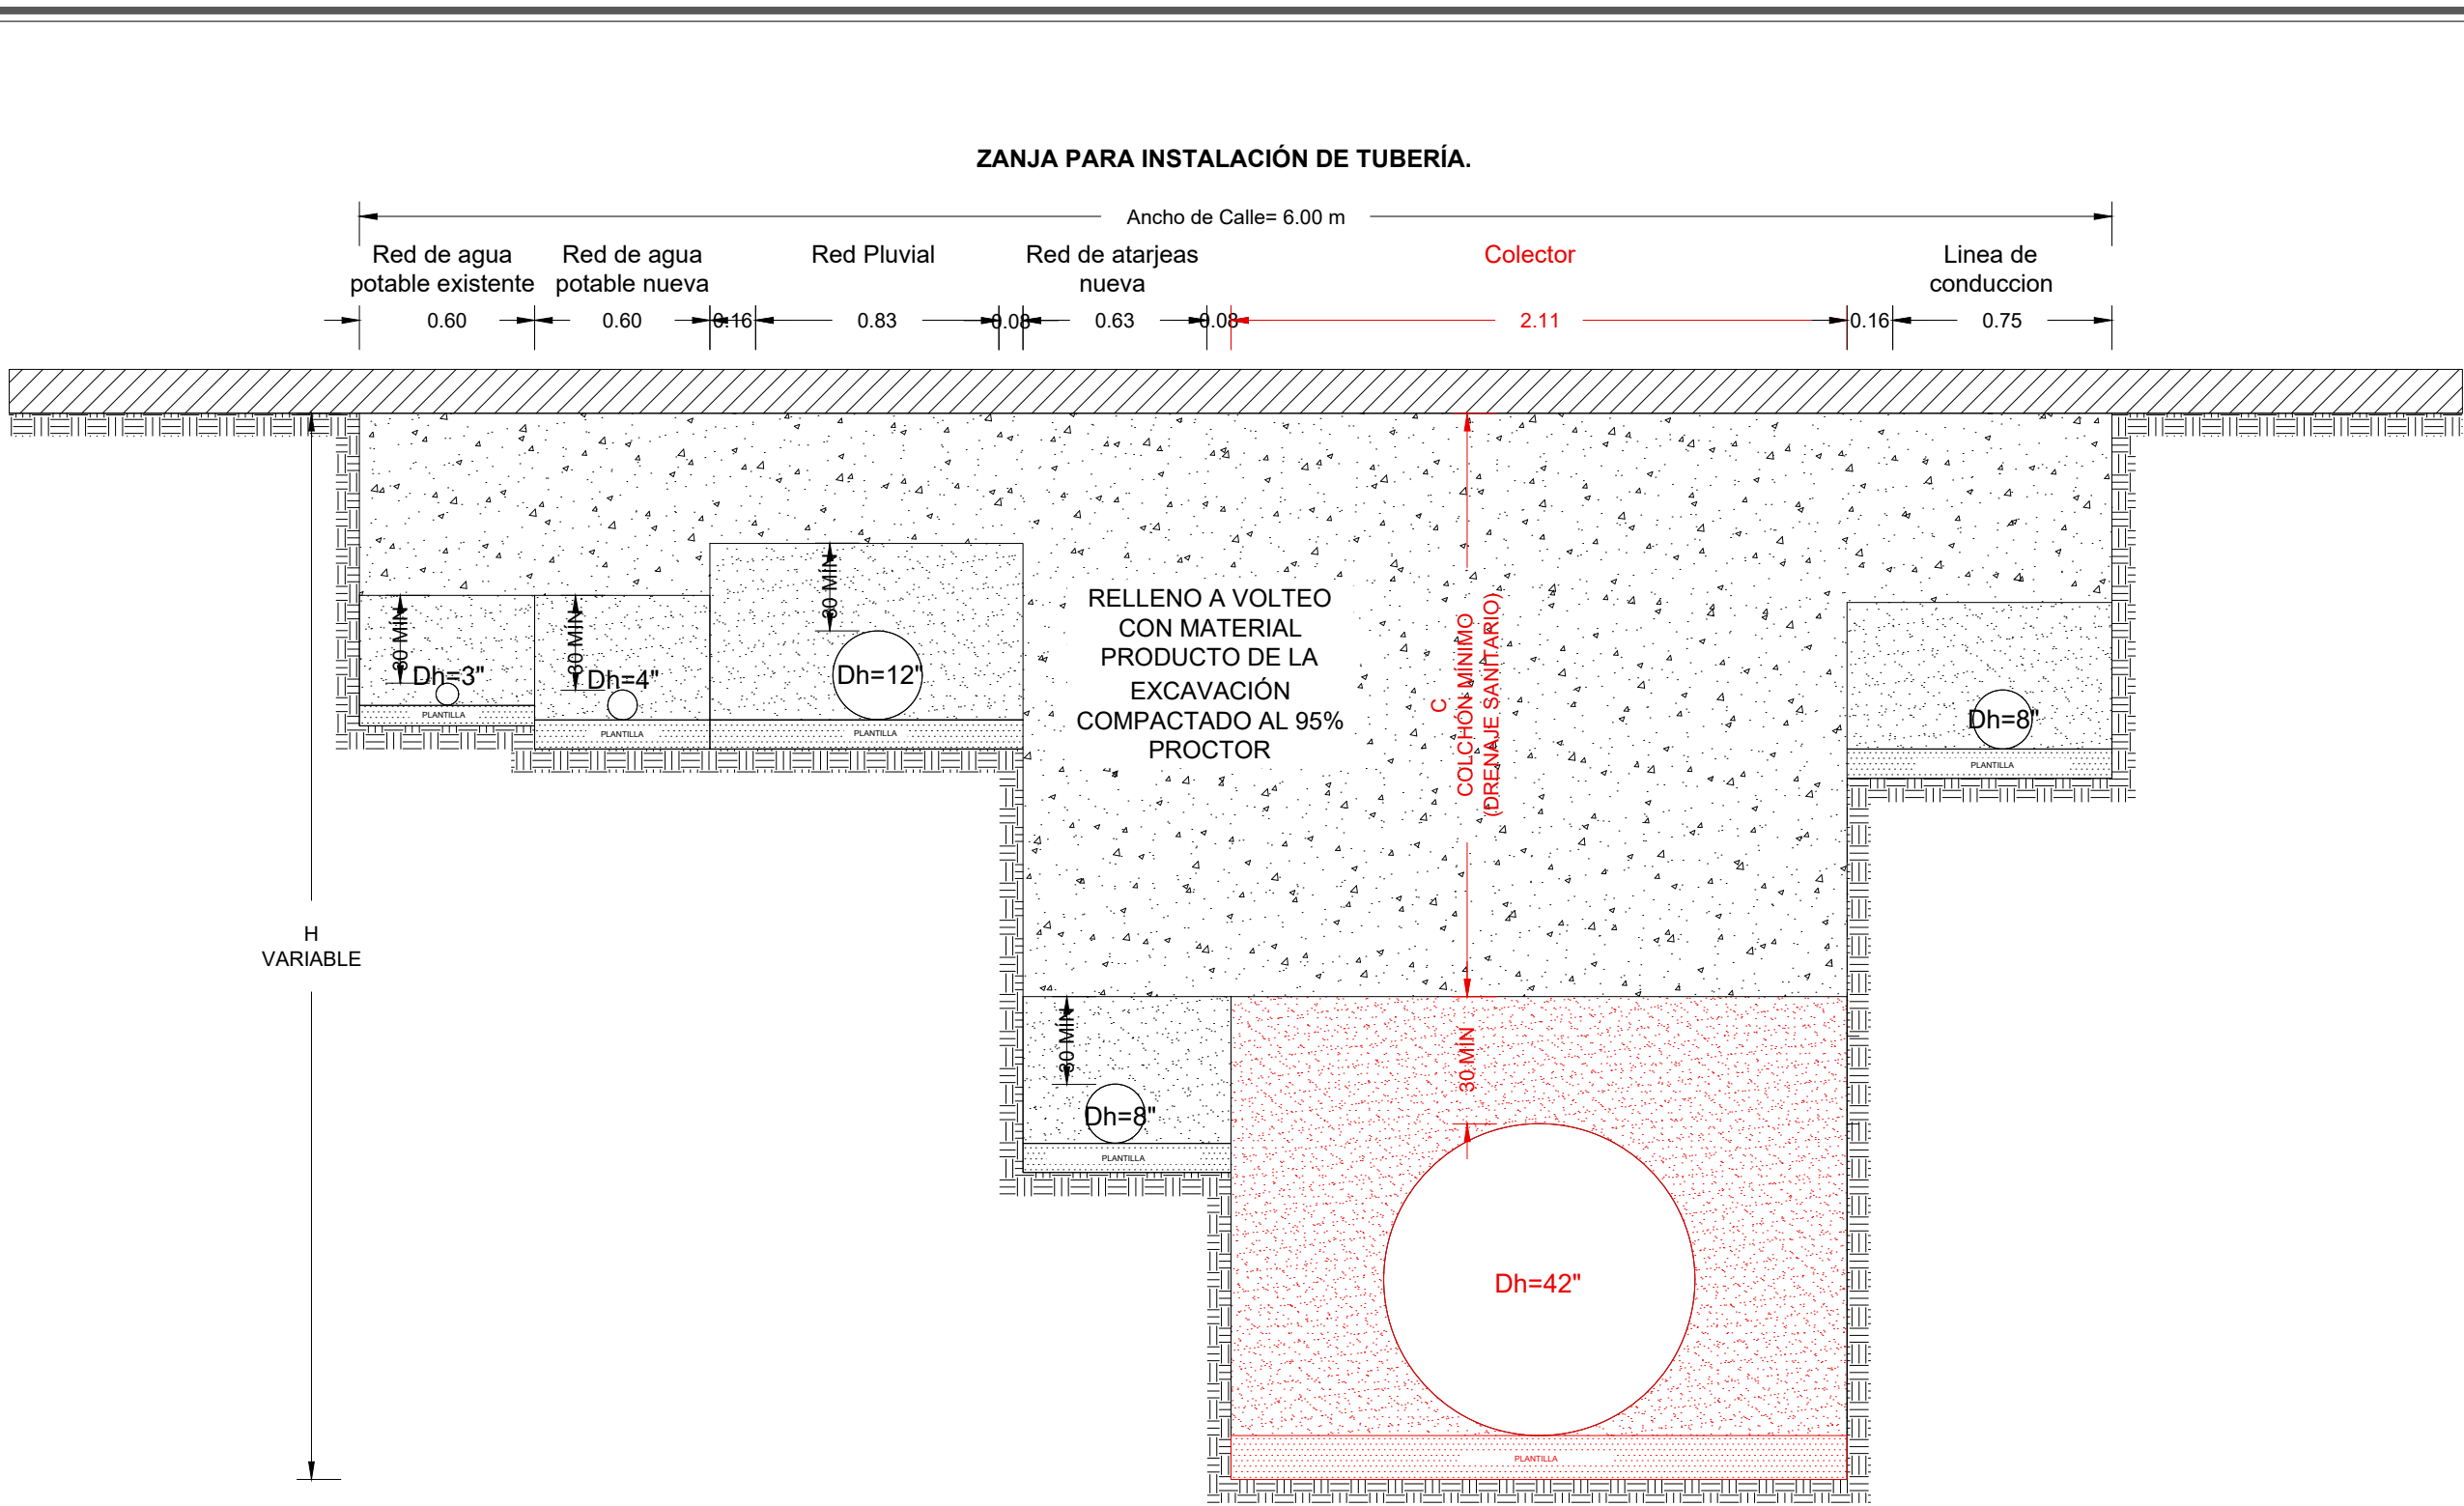 ZANJA PARA INSTALACIÓN DE TUBERÍA.
Ancho de Calle= 6.00 m
Red de agua
potable existente
Red de agua
potable nueva
Red Pluvial
Red de atarjeas
nueva
Colector
Linea de
conduccion
0.60
0.60
0.16
0.83
0.08
0.63
0.08
2.11
0.16
0.75
30 MÍN
Dh=3"
PLANTILLA
30 MÍN
Dh=4"
PLANTILLA
30 MÍN
Dh=12"
PLANTILLA
RELLENO A VOLTEO
CON MATERIAL
PRODUCTO DE LA
EXCAVACIÓN
COMPACTADO AL 95%
PROCTOR
C
COLCHÓN MÍNIMO
(DRENAJE SANITARIO)
Dh=8"
PLANTILLA
H
VARIABLE
30 MÍN
Dh=8"
PLANTILLA
30 MÍN
Dh=42"
PLANTILLA